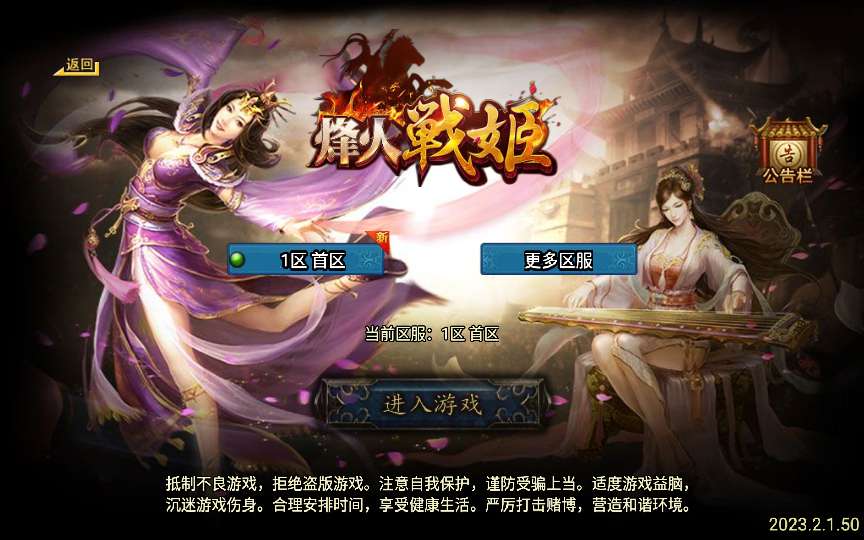 返回
烽火戦姬
告
公告栏
新
1区 首区
更多区服
当前区服：1区 首区
进入游戏
抵制不良游戏，拒绝盗版游戏。注意自我保护，谨防受骗上当。适度游戏益脑，
沉迷游戏伤身。合理安排时间，享受健康生活。严厉打击赌博，营造和谐环境。
2023.2.1.50